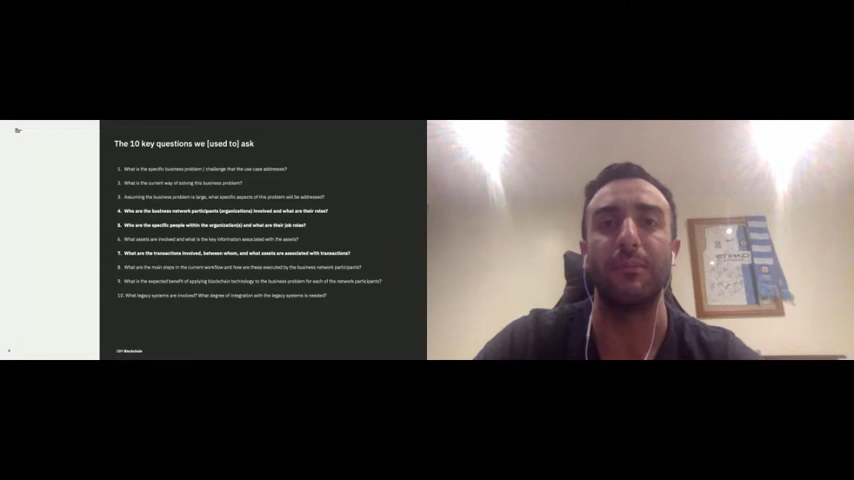 The 10 key questions we [used to] ask
1. What is the specific business problem / challenge that the use case addresses?
2. What is the current way of solving this business problem?
3. Assuming the business problem is large, what specific aspects of this problem will be addressed?
4. Who are the business network participants (organizations) involved and what are their roles?
5. Who are the specific people within the organization(s) and what are their job roles?
6. What assets are involved and what is the key information associated with the assets?
7. What are the transactions involved, between whom, and what assets are associated with transactions?
8. What are the main steps in the current workflow and how are these executed by the business network participants?
9. What is the expected benefit of applying blockchain technology to the business problem for each of the network participants?
10. What legacy systems are involved? What degree of integration with the legacy systems is needed?
IBM Blockchain
ETIHAD